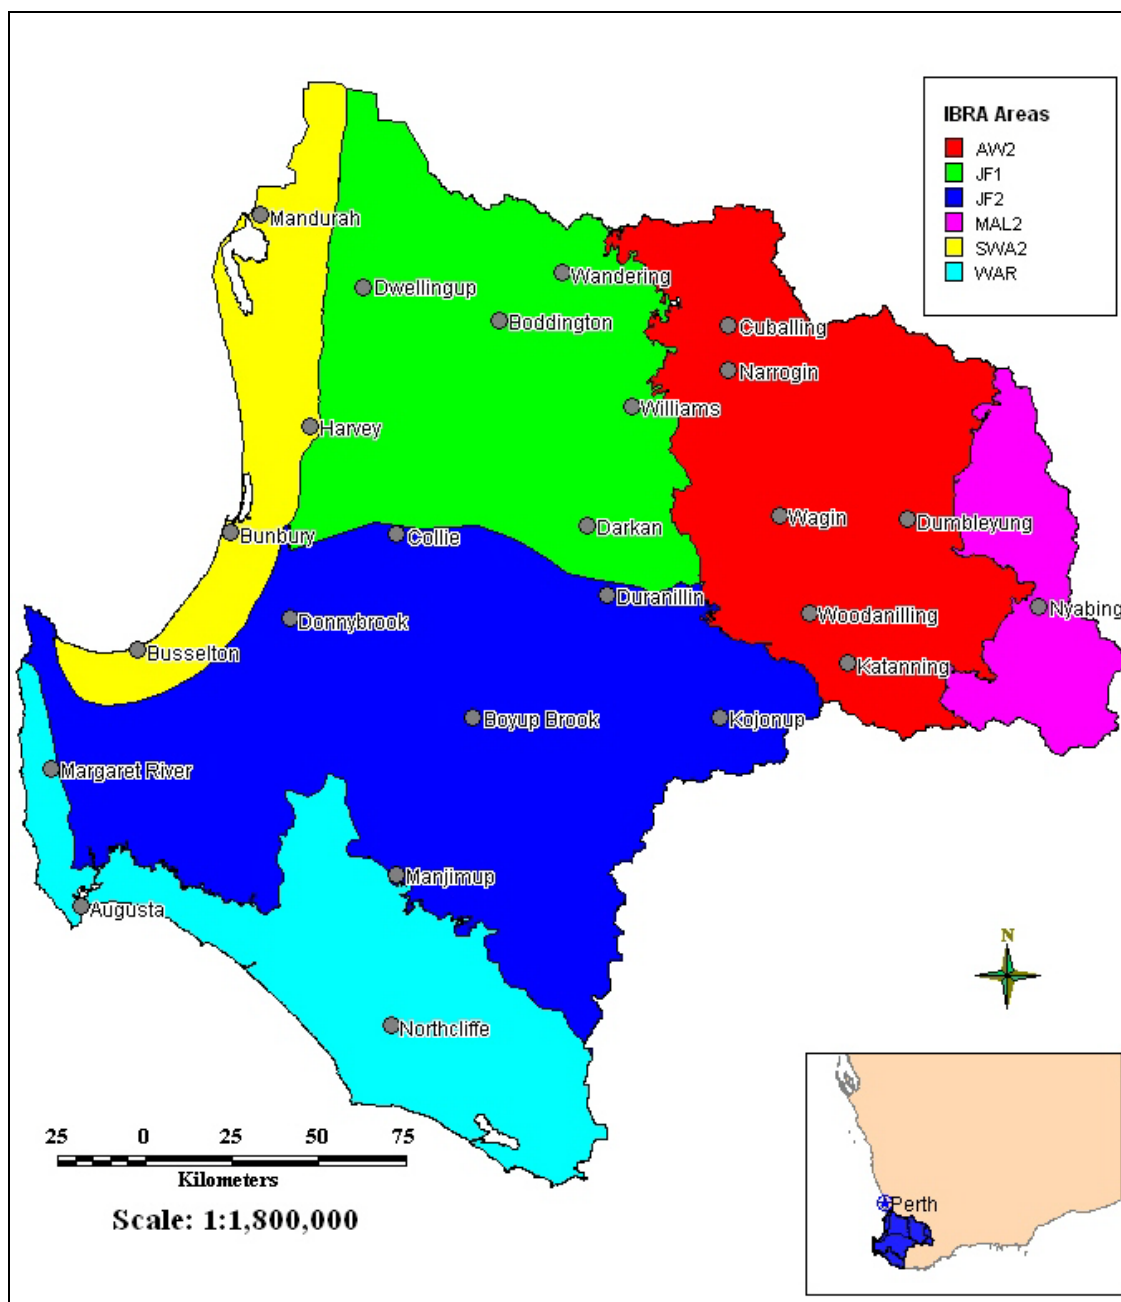 IBRA Areas
AW2
JF1
JF2
MAL2
SWA2
WAR
Mandurah
Dwellingup
Wandering
Boddington
Cuballing
Narrogin
Williams
Harvey
Bunbury
Collie
Darkan
Wagin
Dumbleyung
Duranillin
Donnybrook
Woodanilling
Nyabing
Busselton
Katanning
Boyup Brook
Kojonup
Margaret River
Manjimup
Augusta
Northcliffe
N
25 0 25 50 75
Kilometers
Scale: 1:1,800,000
Perth